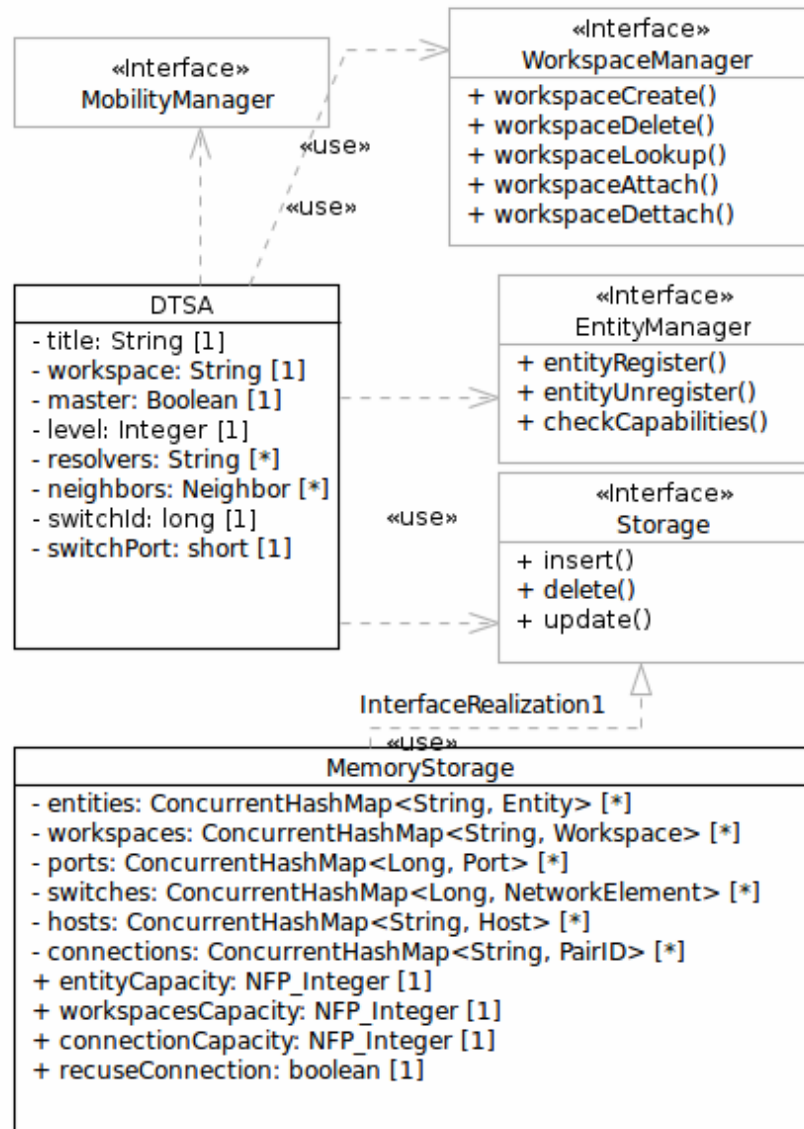 «Interface»
MobilityManager
«Interface»
WorkspaceManager
+ workspaceCreate()
+ workspaceDelete()
+ workspaceLookup()
+ workspaceAttach()
+ workspaceDettach()
«use»
«use»
DTSA
- title: String [1]
- workspace: String [1]
- master: Boolean [1]
- level: Integer [1]
- resolvers: String [*]
- neighbors: Neighbor [*]
- switchId: long [1]
- switchPort: short [1]
«Interface»
EntityManager
+ entityRegister()
+ entityUnregister()
+ checkCapabilities()
«use»
«Interface»
Storage
+ insert()
+ delete()
+ update()
InterfaceRealization1
«use»
MemoryStorage
- entities: ConcurrentHashMap<String, Entity> [*]
- workspaces: ConcurrentHashMap<String, Workspace> [*]
- ports: ConcurrentHashMap<Long, Port> [*]
- switches: ConcurrentHashMap<Long, NetworkElement> [*]
- hosts: ConcurrentHashMap<String, Host> [*]
- connections: ConcurrentHashMap<String, PairID> [*]
+ entityCapacity: NFP_Integer [1]
+ workspacesCapacity: NFP_Integer [1]
+ connectionCapacity: NFP_Integer [1]
+ recuseConnection: boolean [1]